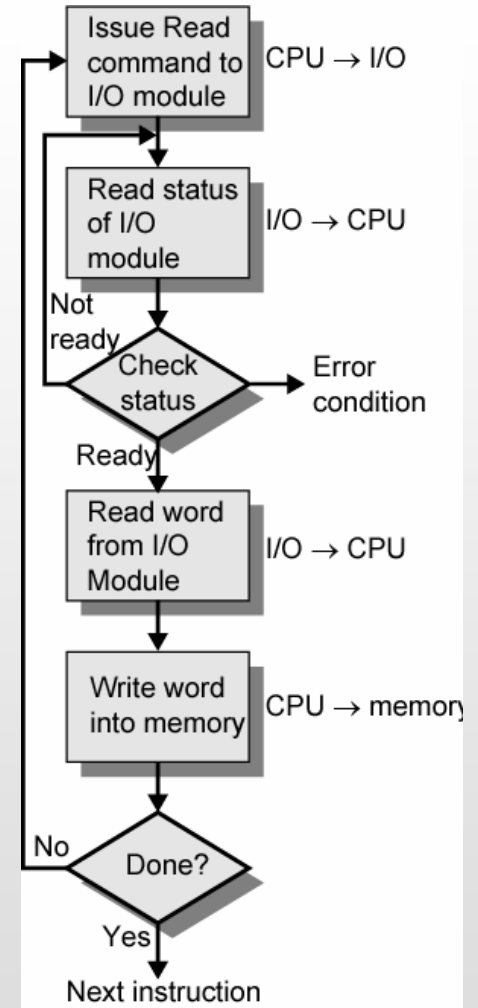 Issue Read
command to
I/O module
CPU → I/O
Read status
of I/O
module
I/O → CPU
Not
ready
Check
status
Error
condition
Ready
Read word
from I/O
Module
I/O → CPU
Write word
into memory
CPU → memory
Done?
No
Yes
Next instruction